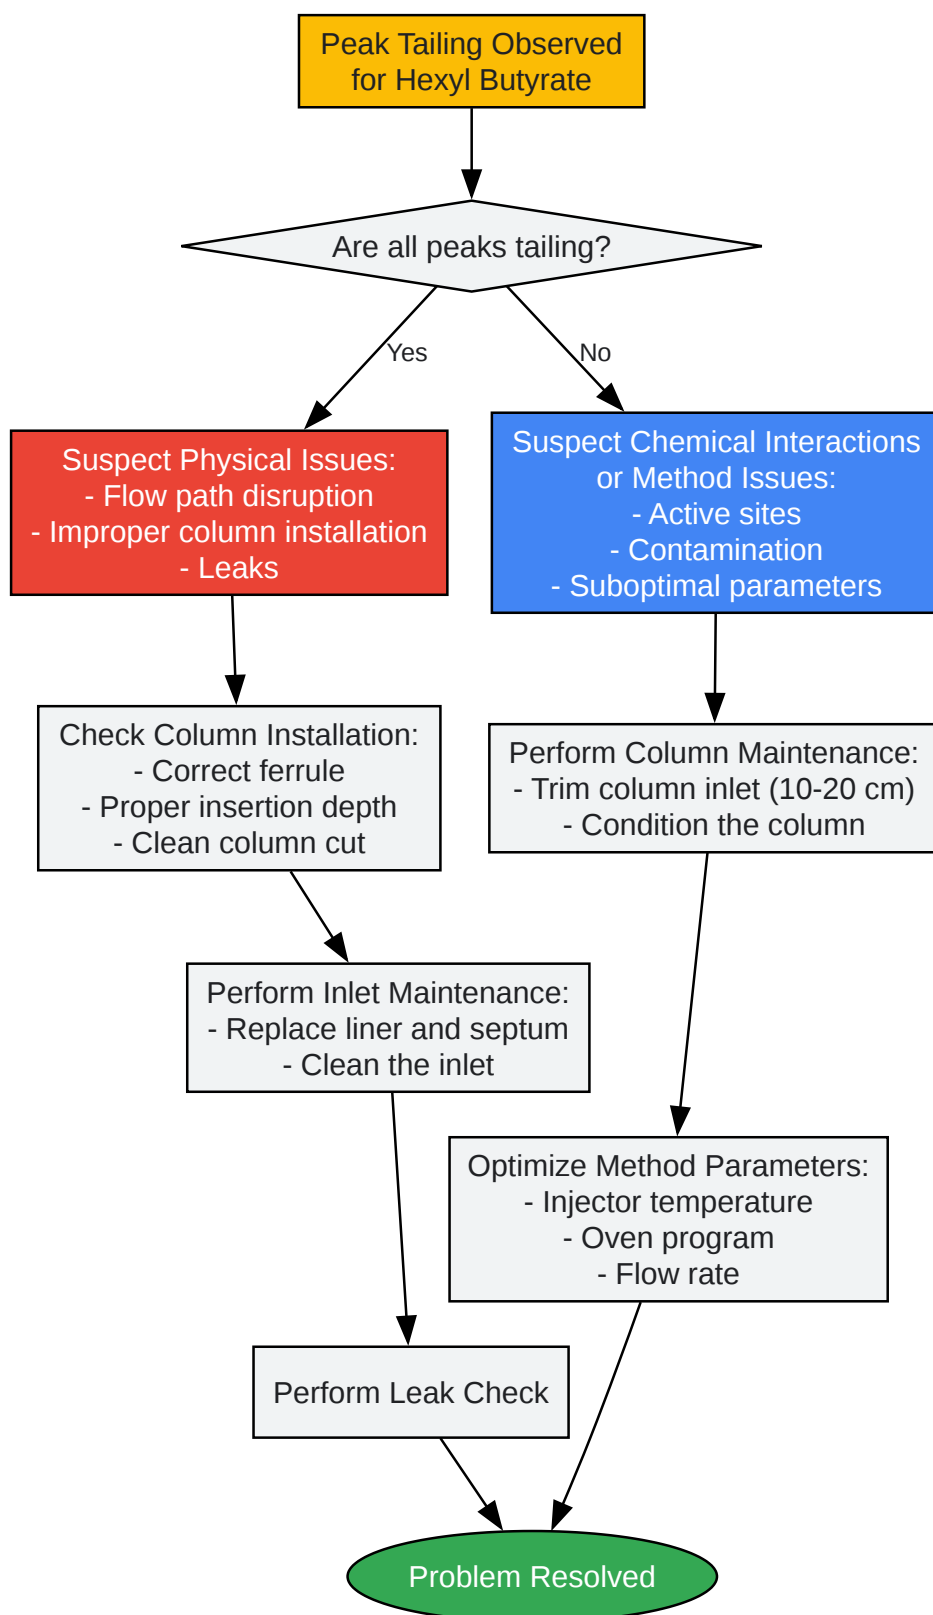 Peak Tailing Observed
for Hexyl Butyrate
Are all peaks tailing?
Yes
No
Suspect Physical Issues:
- Flow path disruption
- Improper column installation
- Leaks
Suspect Chemical Interactions
or Method Issues:
- Active sites
- Contamination
- Suboptimal parameters
Check Column Installation:
- Correct ferrule
- Proper insertion depth
- Clean column cut
Perform Column Maintenance:
- Trim column inlet (10-20 cm)
- Condition the column
Perform Inlet Maintenance:
- Replace liner and septum
- Clean the inlet
Optimize Method Parameters:
- Injector temperature
- Oven program
- Flow rate
Perform Leak Check
Problem Resolved